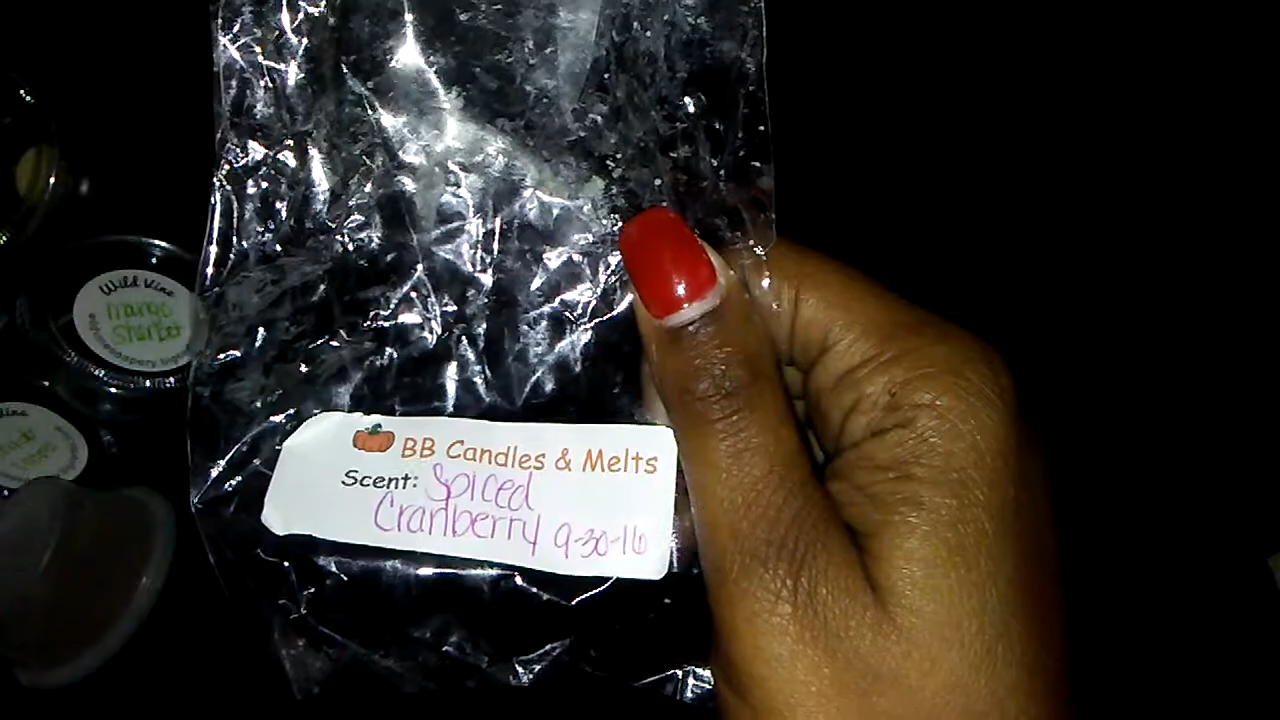 BB Candles & Melts
Scent: Spiced
Cranberry 9-30-16
Wild Vine
mango
sherbet